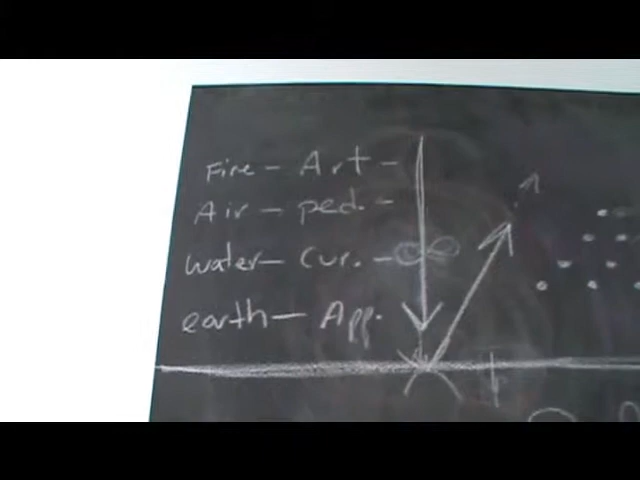 Fire - Art -
Air - ped. -
water - Cur. -
earth - App.